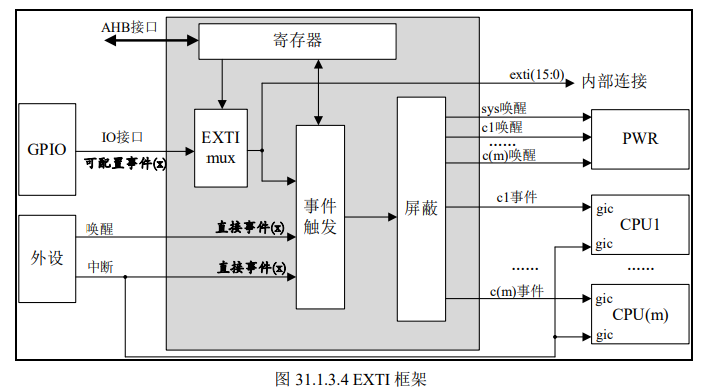 AHB接口
寄存器
exti(15:0)
内部连接
GPIO
IO接口
可配置事件(x)
EXTI
mux
sys唤醒
c1唤醒
......
c(m)唤醒
PWR
外设
唤醒
直接事件(x)
中断
直接事件(x)
事件
触发
屏蔽
c1事件
gic
CPU1
gic
......
......
c(m)事件
gic
CPU(m)
gic
图 31.1.3.4 EXTI 框架